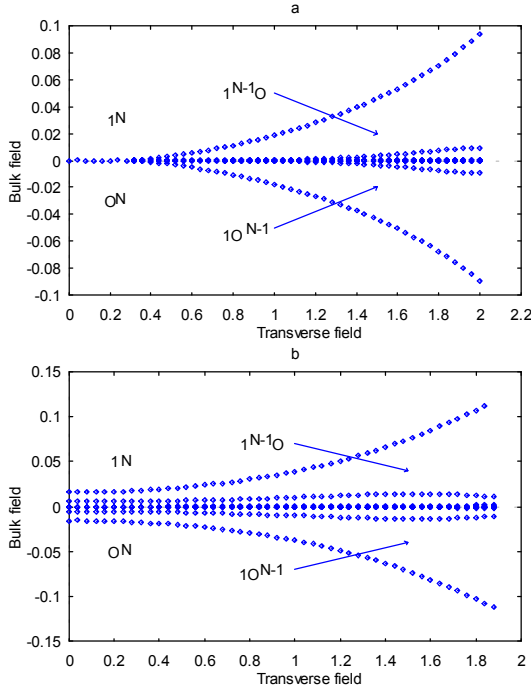 a
0.1
0.08
0.06
0.04
0.02
0
-0.02
-0.04
-0.06
-0.08
-0.1
Bulk field
1N
1N-1O
ON
1O N-1
0 0.2 0.4 0.6 0.8 1 1.2 1.4 1.6 1.8 2 2.2
Transverse field
b
0.15
0.1
0.05
0
-0.05
-0.1
-0.15
Bulk field
1N
1N-1O
ON
1ON-1
0 0.2 0.4 0.6 0.8 1 1.2 1.4 1.6 1.8 2
Transverse field